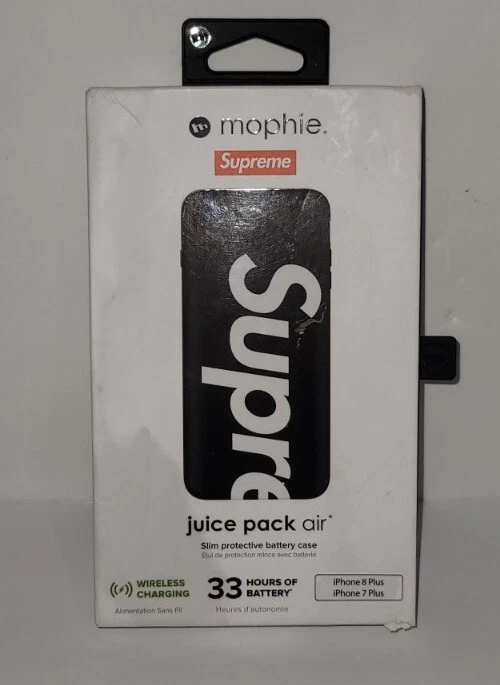 mophie.
Supreme
Supre
juice pack air®
Slim protective battery case
Étui de protection mince avec batterie
WIRELESS
CHARGING
Alimentation Sans Fil
33 HOURS OF
BATTERY*
Heures d'autonomie
iPhone 8 Plus
iPhone 7 Plus